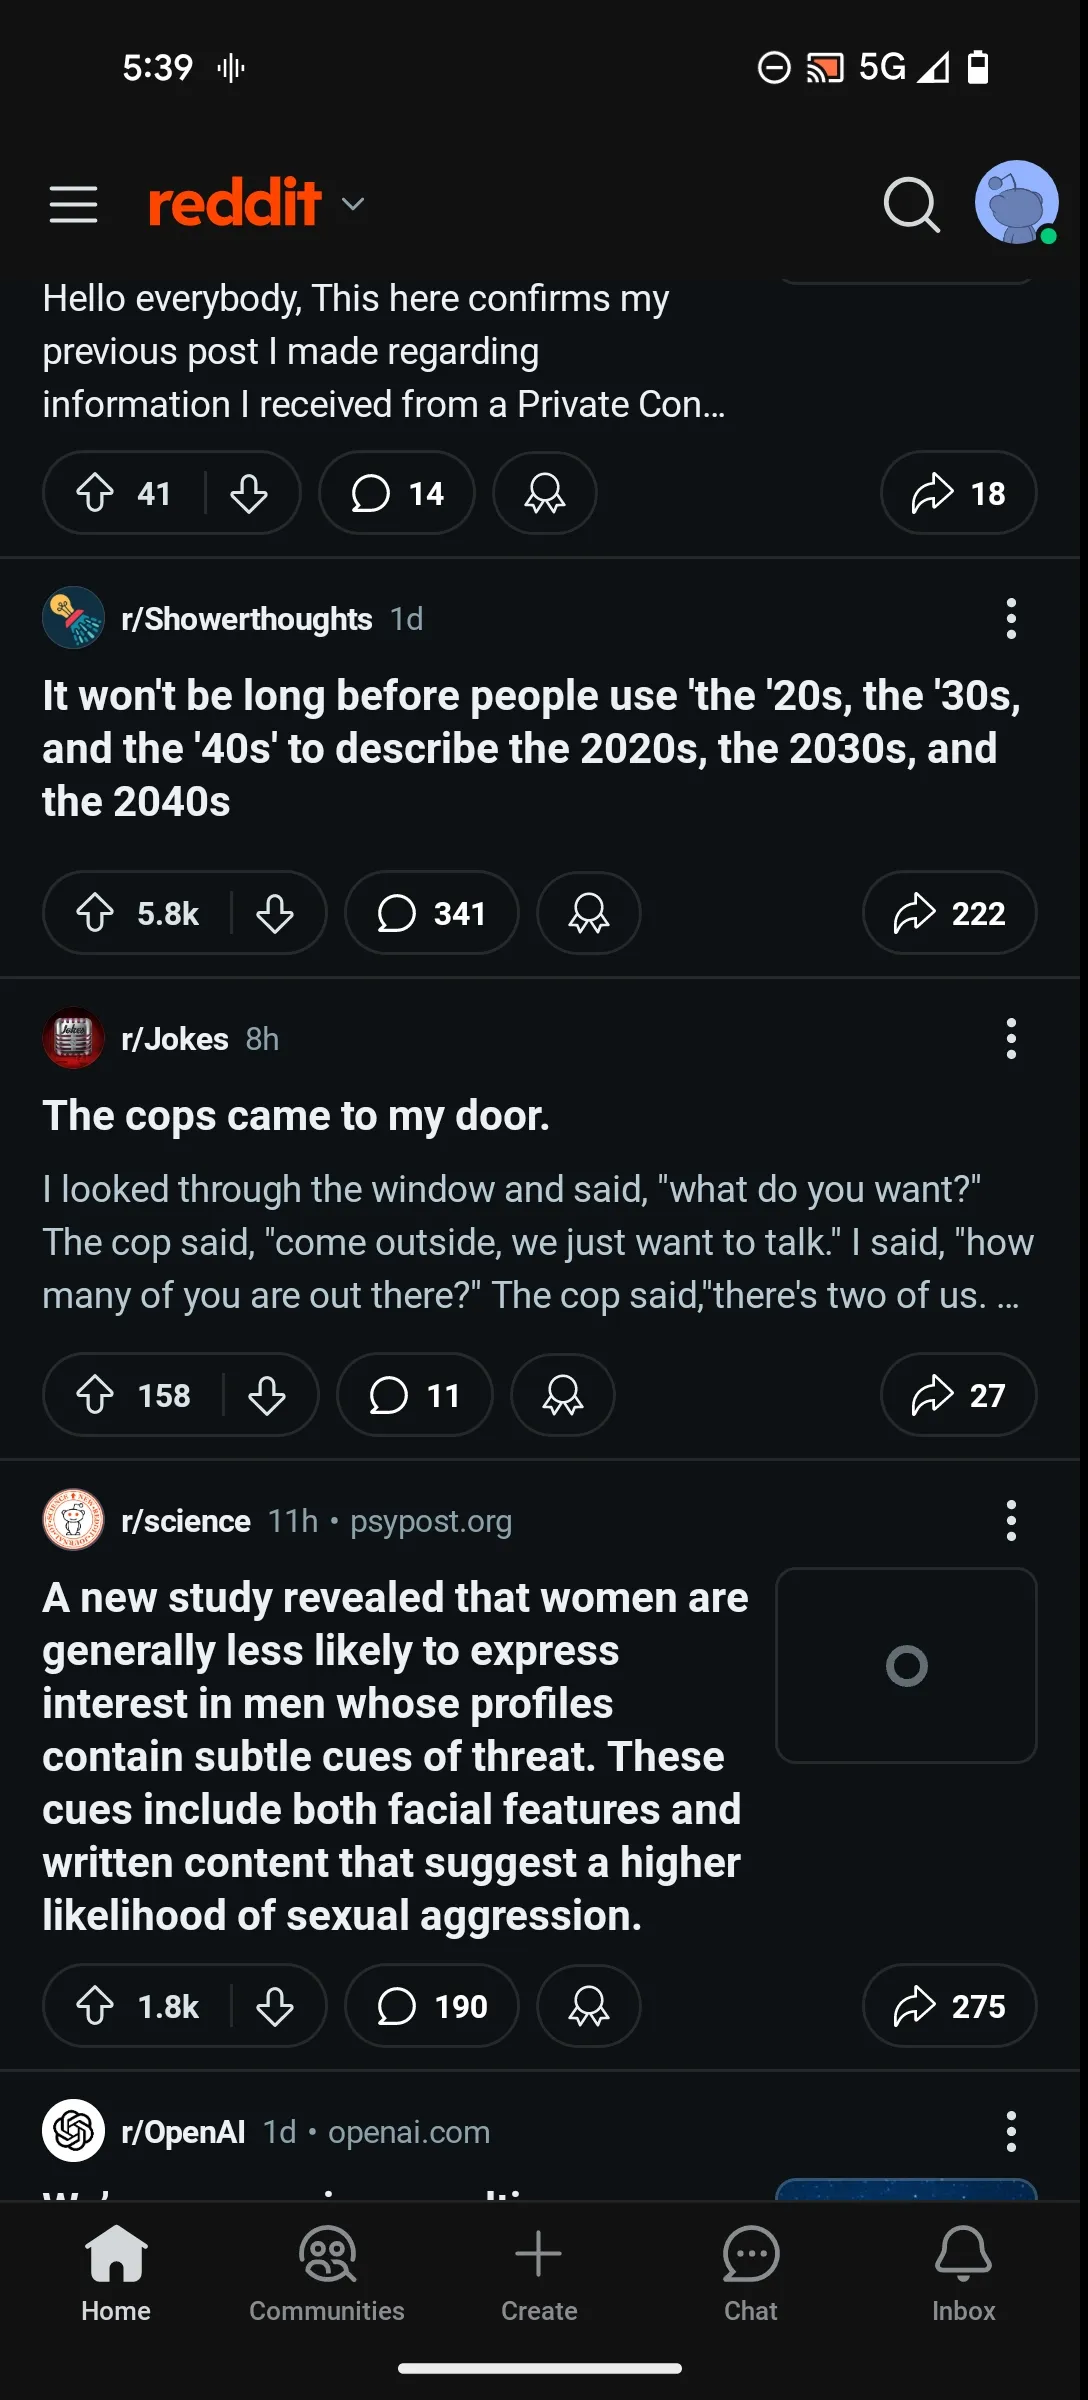 5:39
5G
reddit
Hello everybody, This here confirms my
previous post I made regarding
information I received from a Private Con...
41
14
18
r/Showerthoughts 1d
It won't be long before people use 'the '20s, the '30s,
and the '40s' to describe the 2020s, the 2030s, and
the 2040s
5.8k
341
222
r/Jokes 8h
The cops came to my door.
I looked through the window and said, "what do you want?"
The cop said, "come outside, we just want to talk." I said, "how
many of you are out there?" The cop said,"there's two of us. ...
158
11
27
r/science 11h • psypost.org
A new study revealed that women are
generally less likely to express
interest in men whose profiles
contain subtle cues of threat. These
cues include both facial features and
written content that suggest a higher
likelihood of sexual aggression.
1.8k
190
275
r/OpenAI 1d • openai.com
Home
Communities
Create
Chat
Inbox